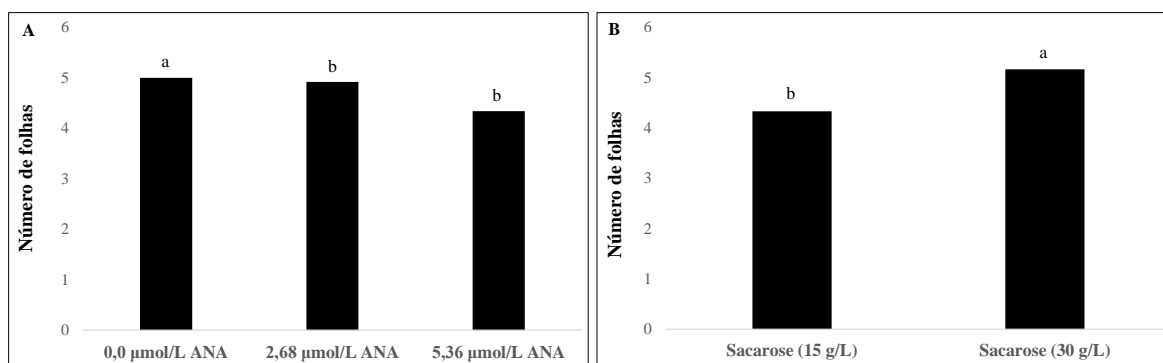 A
Número de folhas
6
5
4
3
2
1
0
a
b
b
0,0 µmol/L ANA 2,68 µmol/L ANA 5,36 µmol/L ANA
B
Número de folhas
6
5
4
3
2
1
0
b
a
Sacarose (15 g/L) Sacarose (30 g/L)